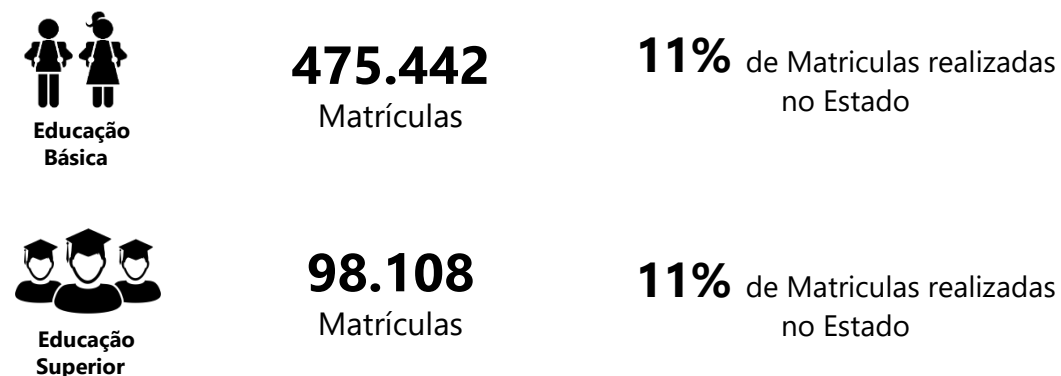 Educação
Básica
475.442
Matrículas
11% de Matriculas realizadas
no Estado
Educação
Superior
98.108
Matrículas
11% de Matriculas realizadas
no Estado